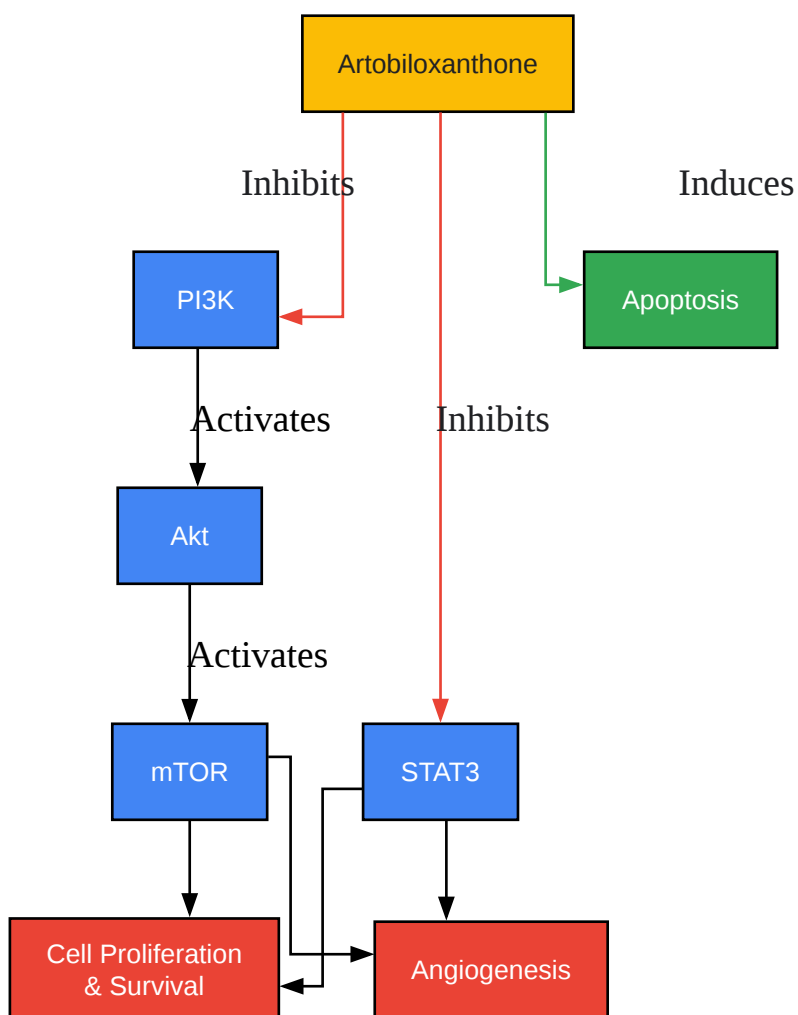 Artobiloxanthone
Inhibits
Induces
PI3K
Apoptosis
Activates
Inhibits
Akt
Activates
mTOR
STAT3
Cell Proliferation
& Survival
Angiogenesis